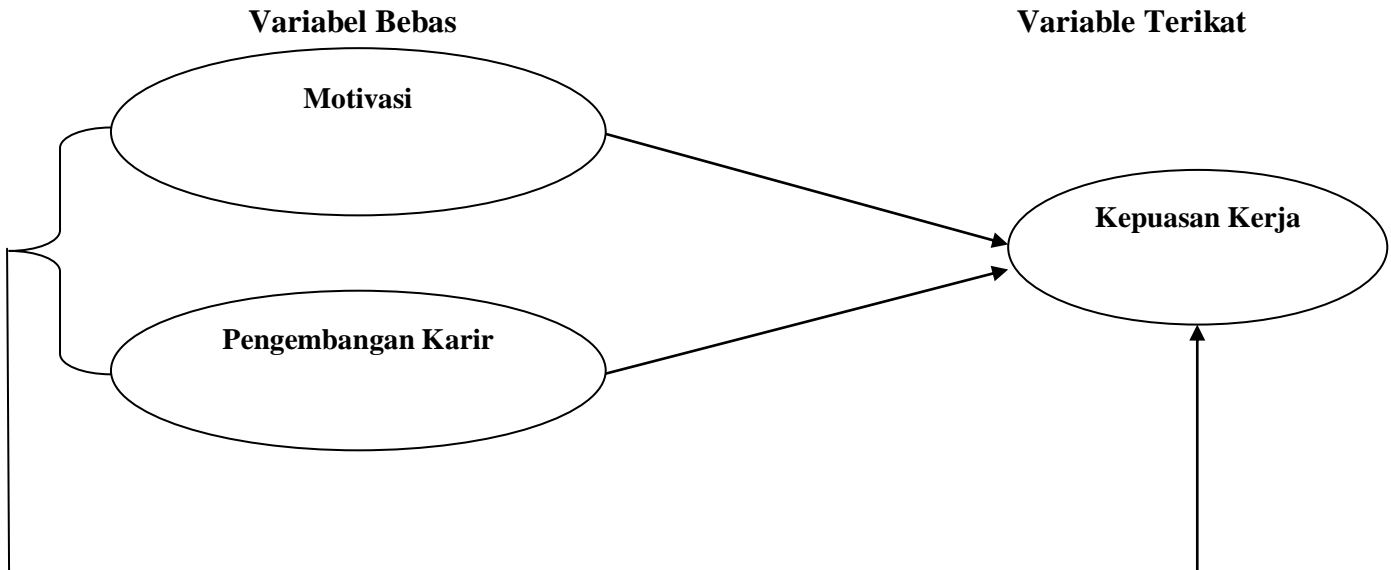 Variabel Bebas
Variable Terikat
Motivasi
Kepuasan Kerja
Pengembangan Karir